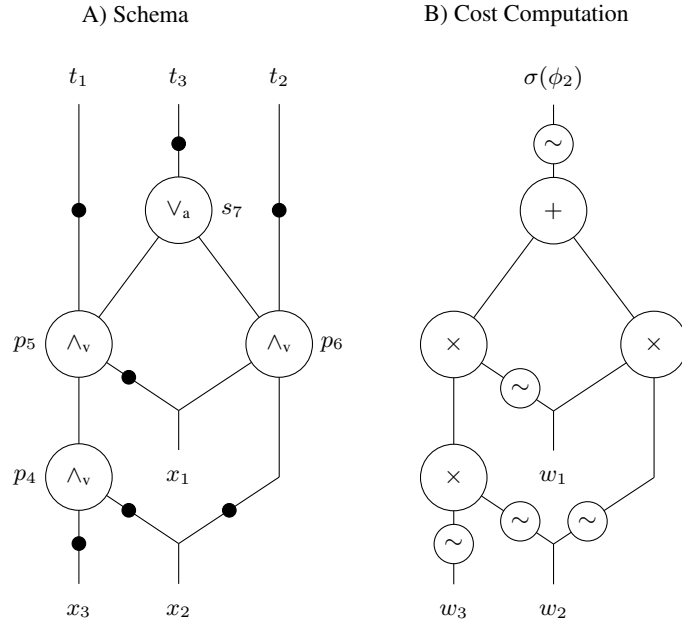 A) Schema B) Cost Computation
t₁ t₃ t₂ σ(ϕ₂)
∼
∨ₐ s₇ +
p₅ ∧ᵥ ∧ᵥ p₆ × ×
∼
p₄ ∧ᵥ x₁ × w₁
∼ ∼
∼
x₃ x₂ w₃ w₂